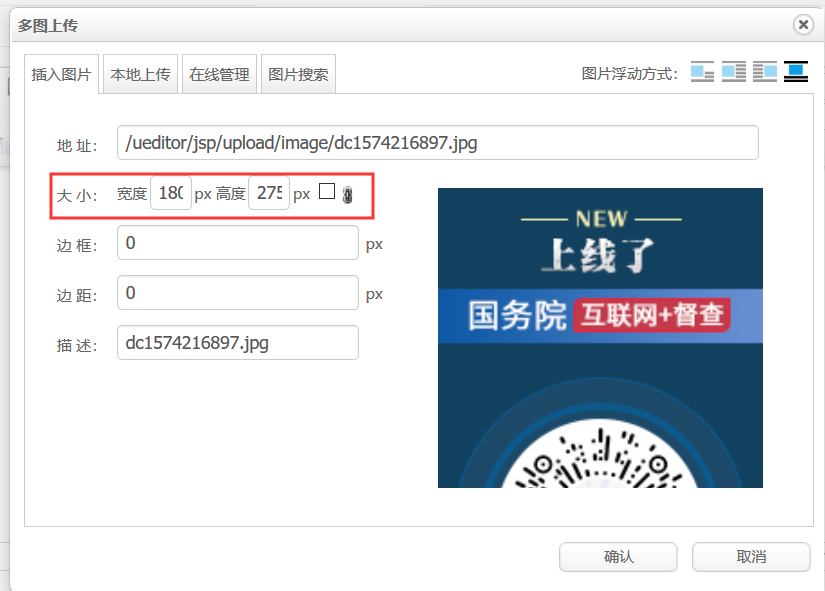 多图上传
插入图片 本地上传 在线管理 图片搜索 图片浮动方式：
地 址： /ueditor/jsp/upload/image/dc1574216897.jpg
大 小： 宽度 180 px 高度 275 px
边 框： 0 px
边 距： 0 px
描 述： dc1574216897.jpg
NEW
上线了
国务院 互联网+督查
确认 取消